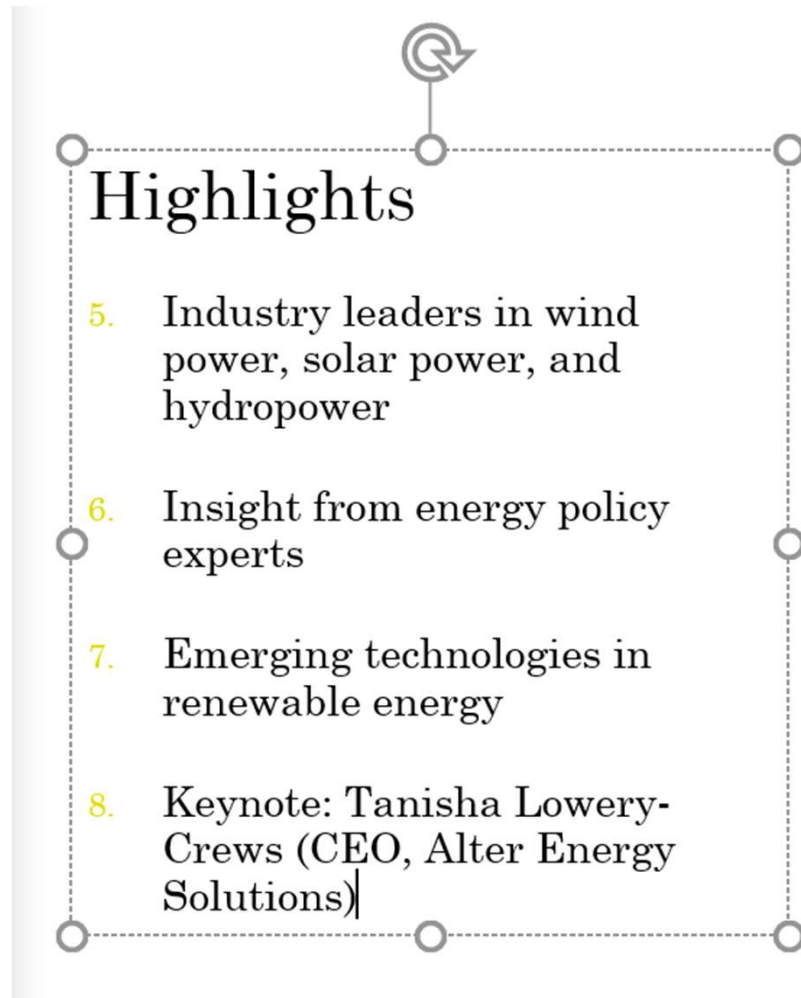 Highlights
5. Industry leaders in wind
power, solar power, and
hydropower
6. Insight from energy policy
experts
7. Emerging technologies in
renewable energy
8. Keynote: Tanisha Lowery-
Crews (CEO, Alter Energy
Solutions)